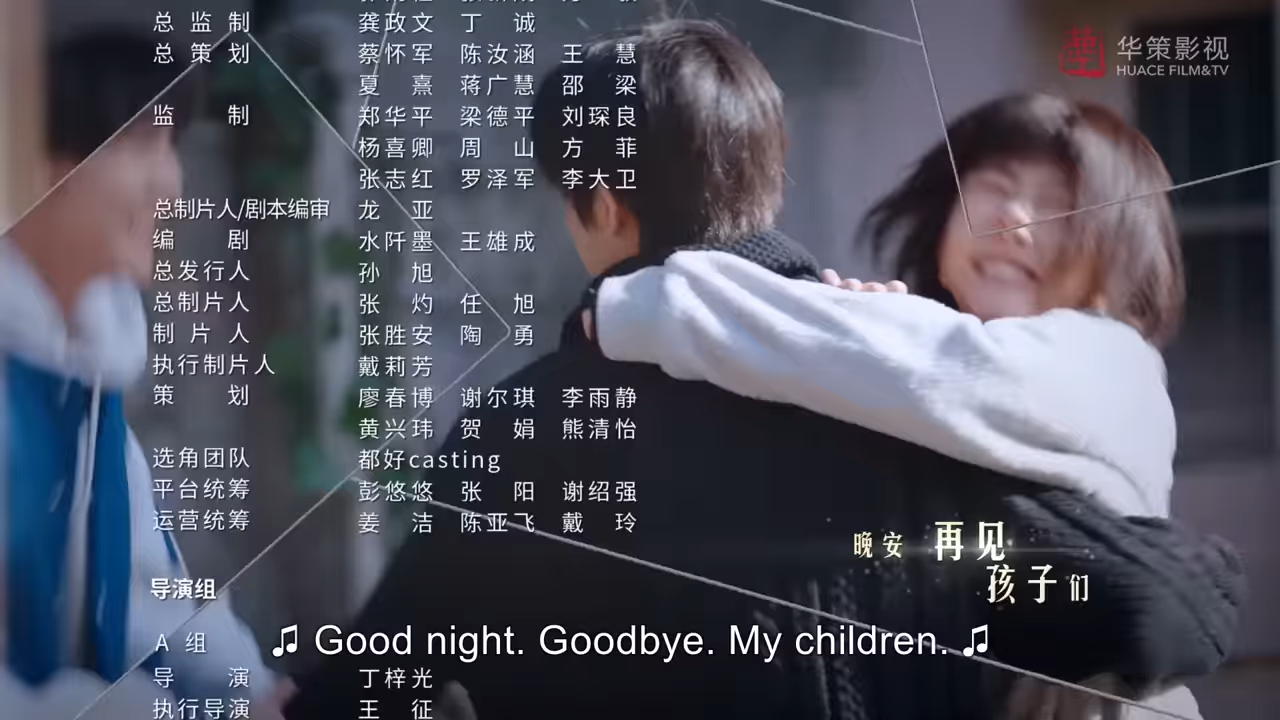 总监制 龚政文 丁诚
总策划 蔡怀军 陈汝涵 王慧
夏熹 蒋广慧 邵梁
监制 郑华平 梁德平 刘琛良
杨喜卿 周山 方菲
张志红 罗泽军 李大卫
总制片人/剧本编审 龙亚
编剧 水阡墨 王雄成
总发行人 孙旭
总制片人 张灼 任旭
制片人 张胜安 陶勇
执行制片人 戴莉芳
策划 廖春博 谢尔琪 李雨静
黄兴玮 贺娟 熊清怡
选角团队 都好casting
平台统筹 彭悠悠 张阳 谢绍强
运营统筹 姜洁 陈亚飞 戴玲
导演组
A组
导演 丁梓光
执行导演 王征
华策影视
HUACE FILM&TV
晚安 再见
孩子们
♫ Good night. Goodbye. My children. ♫